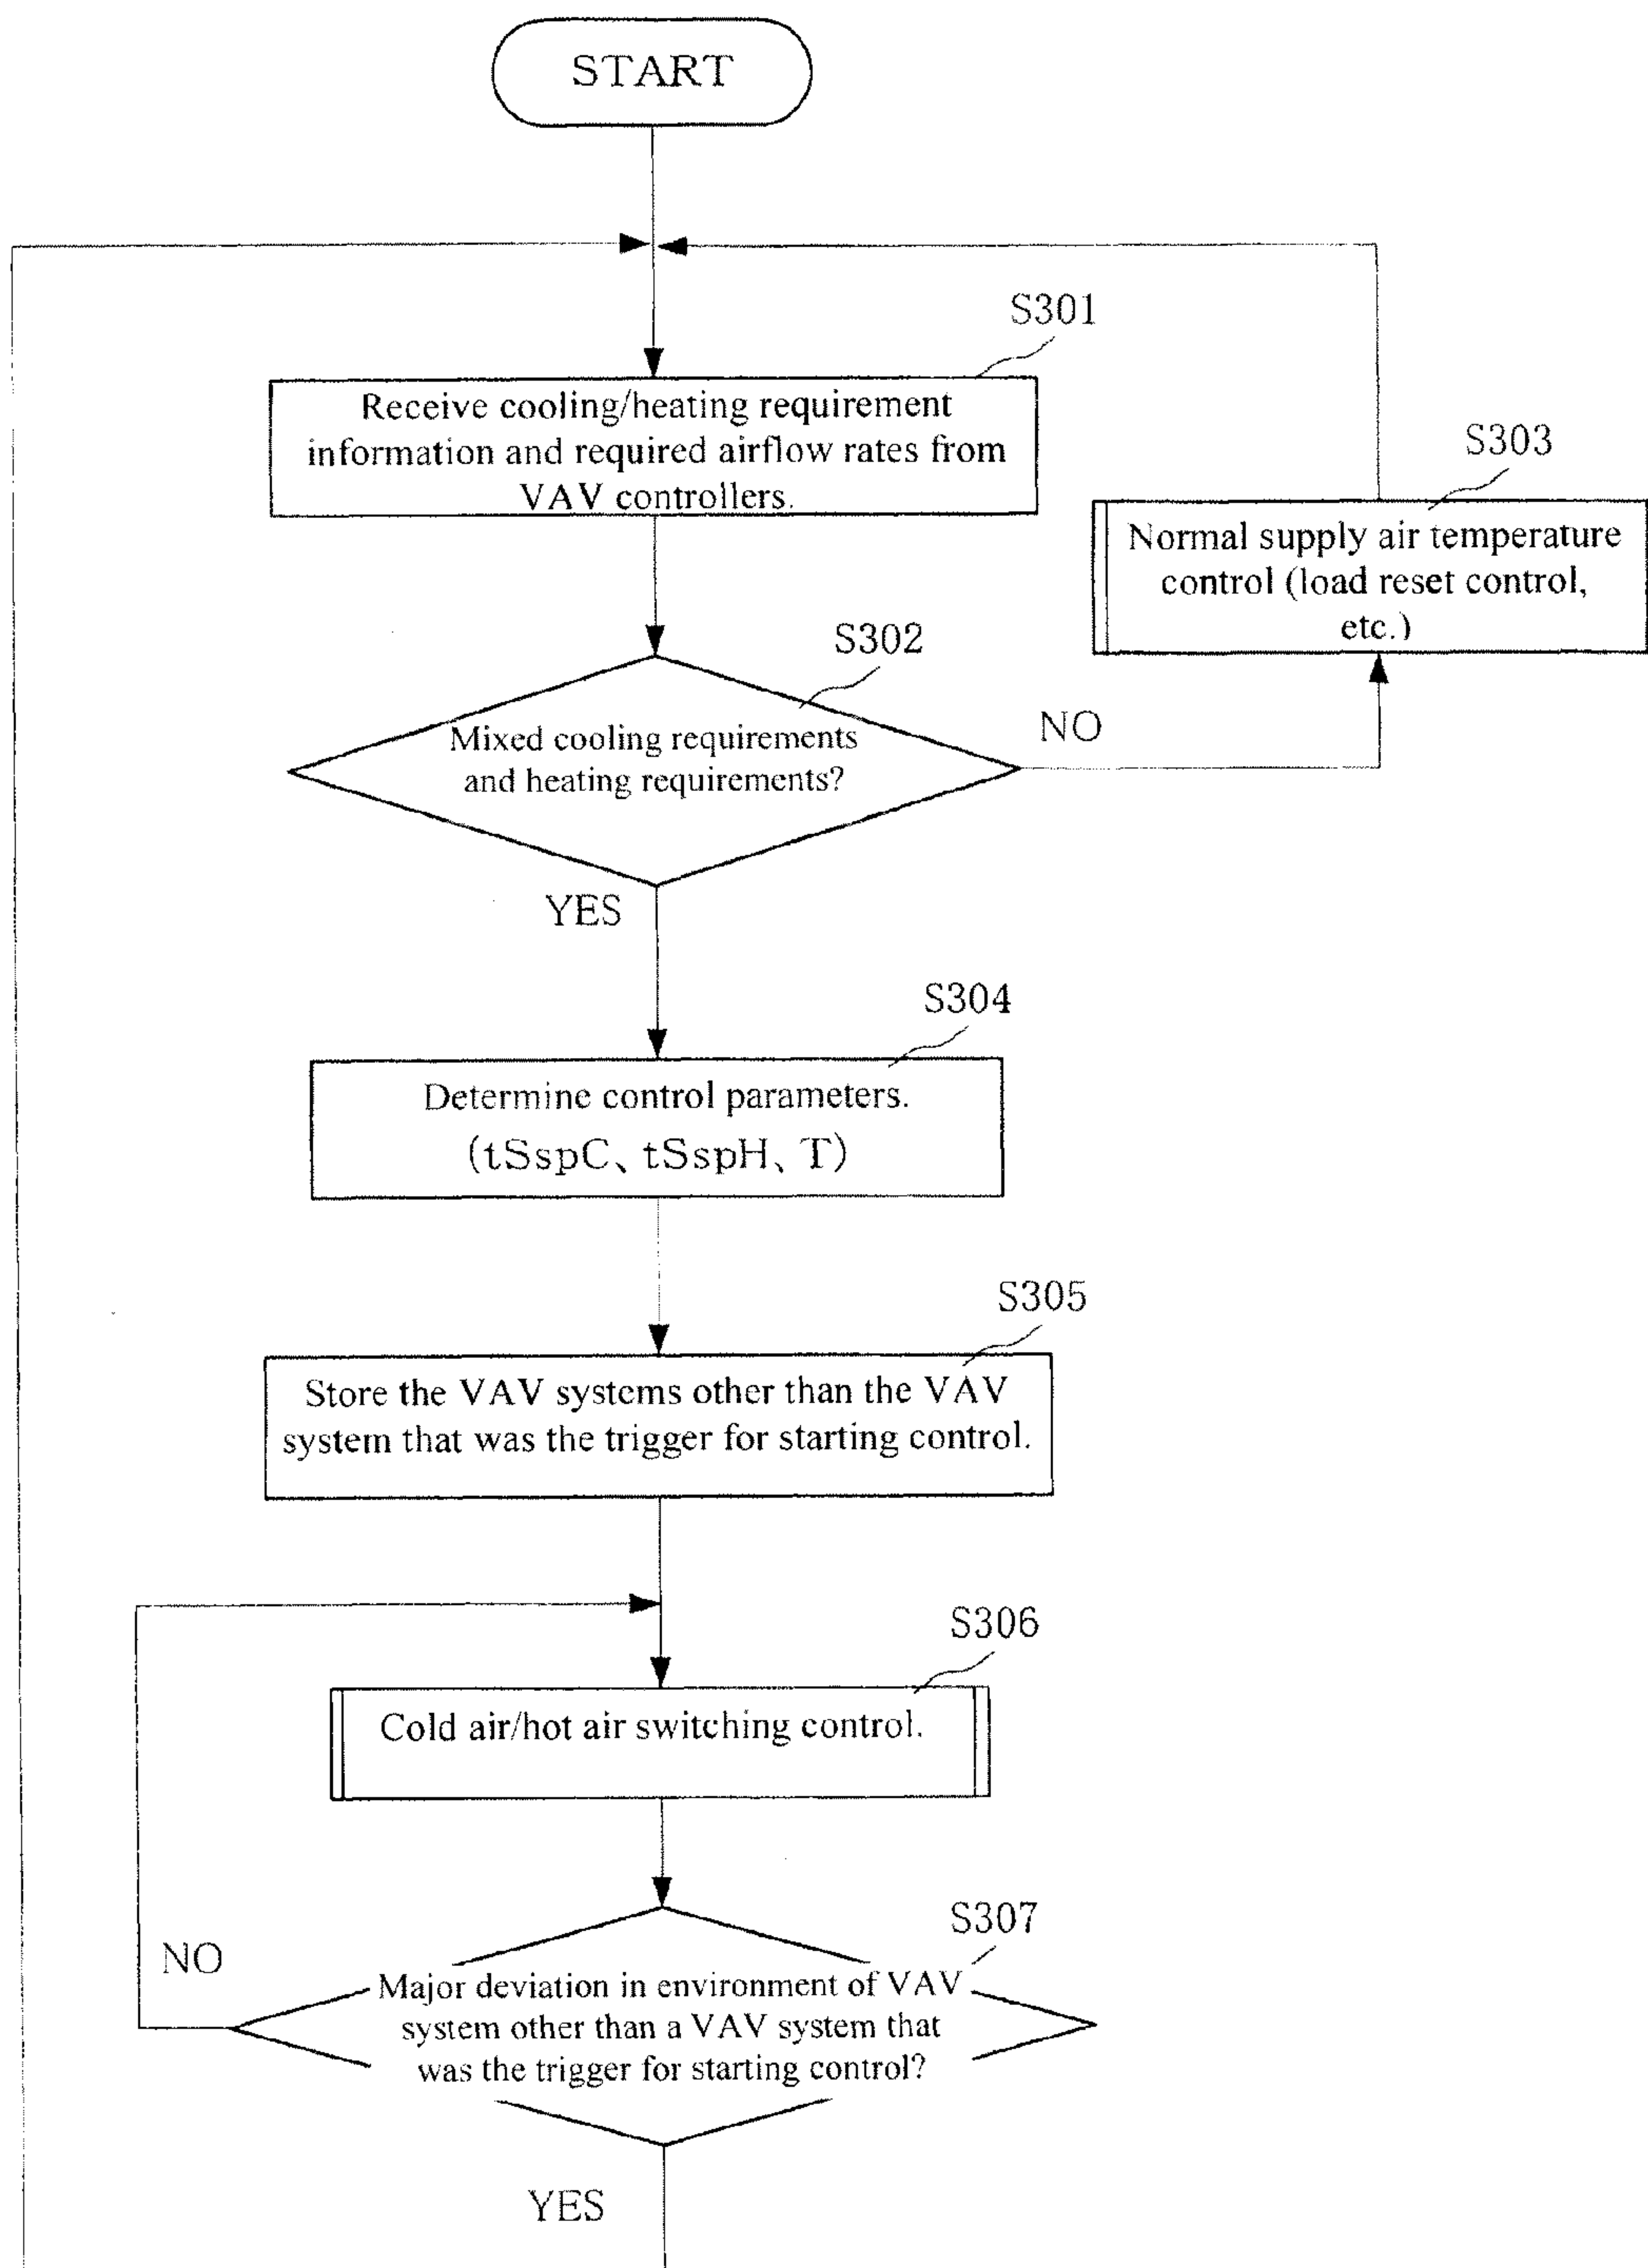 START
S301
Receive cooling/heating requirement
information and required airflow rates from
VAV controllers.
S303
Normal supply air temperature
control (load reset control,
etc.)
S302
Mixed cooling requirements
and heating requirements?
NO
YES
S304
Determine control parameters.
(tSspC、tSspH、T)
S305
Store the VAV systems other than the VAV
system that was the trigger for starting control.
S306
Cold air/hot air switching control.
S307
NO
Major deviation in environment of VAV
system other than a VAV system that
was the trigger for starting control?
YES